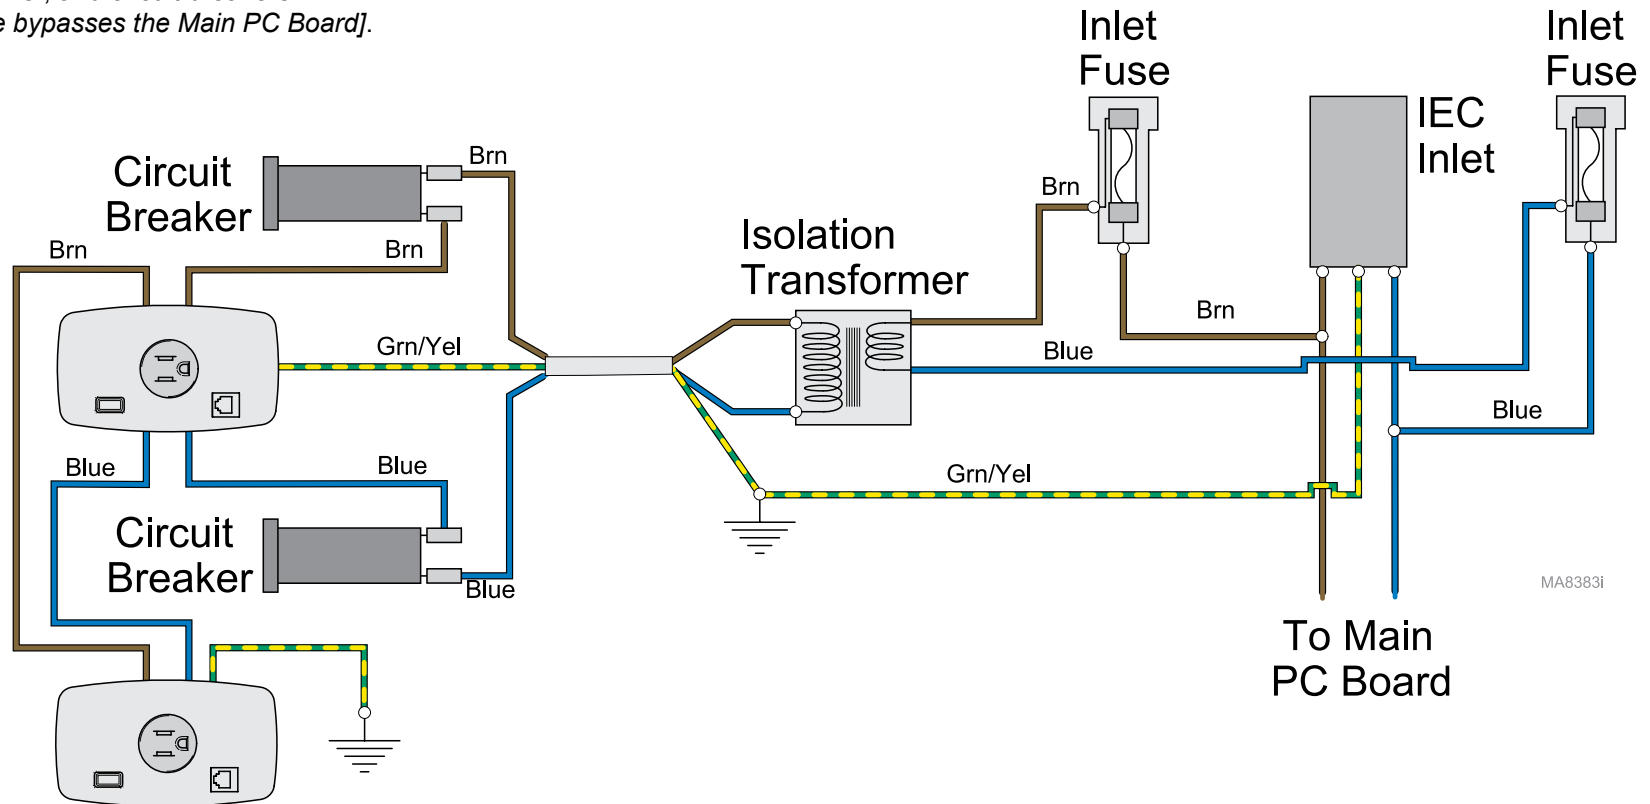 e bypasses the Main PC Board].
Inlet
Fuse
Inlet
Fuse
IEC
Inlet
Circuit
Breaker
Brn
Brn
Brn
Brn
Isolation
Transformer
Brn
Grn/Yel
Blue
Blue
Blue
Blue
Grn/Yel
Circuit
Breaker
Blue
MA8383i
To Main
PC Board